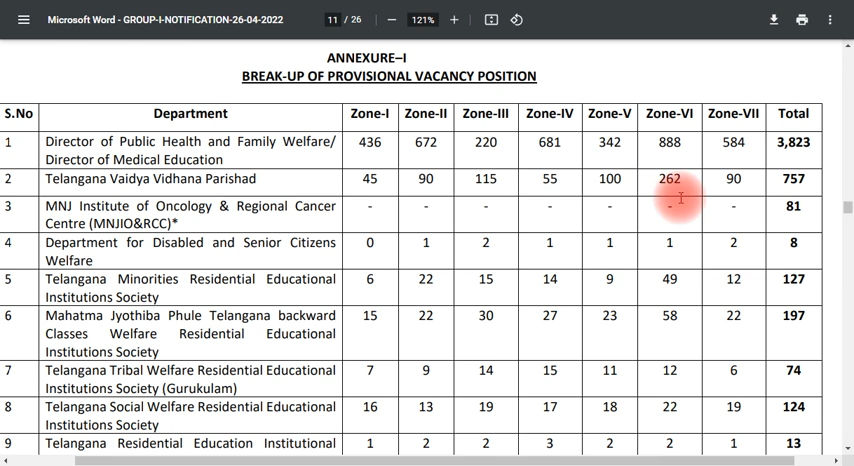 Microsoft Word - GROUP-I-NOTIFICATION-26-04-2022 11 / 26 121%
ANNEXURE–I
BREAK-UP OF PROVISIONAL VACANCY POSITION
S.No Department Zone-I Zone-II Zone-III Zone-IV Zone-V Zone-VI Zone-VII Total
1 Director of Public Health and Family Welfare/ 436 672 220 681 342 888 584 3,823
Director of Medical Education
2 Telangana Vaidya Vidhana Parishad 45 90 115 55 100 262 90 757
3 MNJ Institute of Oncology & Regional Cancer - - - - - - - 81
Centre (MNJIO&RCC)*
4 Department for Disabled and Senior Citizens 0 1 2 1 1 1 2 8
Welfare
5 Telangana Minorities Residential Educational 6 22 15 14 9 49 12 127
Institutions Society
6 Mahatma Jyothiba Phule Telangana backward 15 22 30 27 23 58 22 197
Classes Welfare Residential Educational
Institutions Society
7 Telangana Tribal Welfare Residential Educational 7 9 14 15 11 12 6 74
Institutions Society (Gurukulam)
8 Telangana Social Welfare Residential Educational 16 13 19 17 18 22 19 124
Institutions Society
9 Telangana Residential Education Institutional 1 2 2 3 2 2 1 13